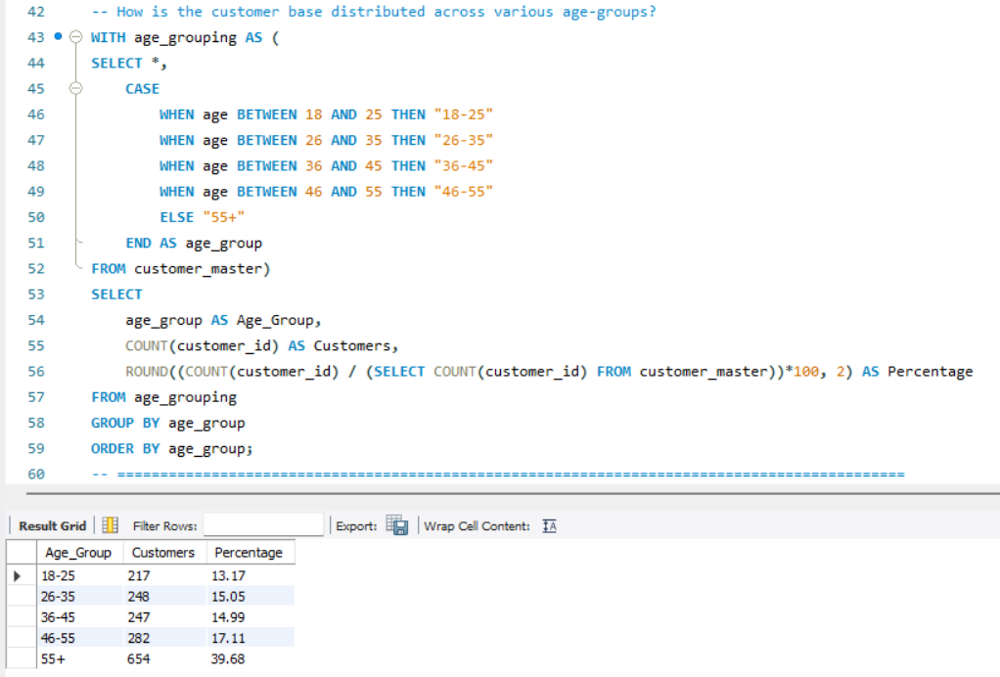 42 -- How is the customer base distributed across various age-groups?
43 WITH age_grouping AS (
44 SELECT *,
45 CASE
46 WHEN age BETWEEN 18 AND 25 THEN "18-25"
47 WHEN age BETWEEN 26 AND 35 THEN "26-35"
48 WHEN age BETWEEN 36 AND 45 THEN "36-45"
49 WHEN age BETWEEN 46 AND 55 THEN "46-55"
50 ELSE "55+"
51 END AS age_group
52 FROM customer_master)
53 SELECT
54 age_group AS Age_Group,
55 COUNT(customer_id) AS Customers,
56 ROUND((COUNT(customer_id) / (SELECT COUNT(customer_id) FROM customer_master))*100, 2) AS Percentage
57 FROM age_grouping
58 GROUP BY age_group
59 ORDER BY age_group;
60 -- ============================================================================================
Result Grid Filter Rows: Export: Wrap Cell Content: IA
Age_Group Customers Percentage
18-25 217 13.17
26-35 248 15.05
36-45 247 14.99
46-55 282 17.11
55+ 654 39.68